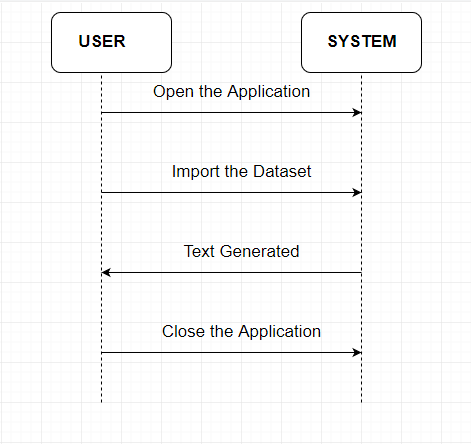 USER
SYSTEM
Open the Application
Import the Dataset
Text Generated
Close the Application